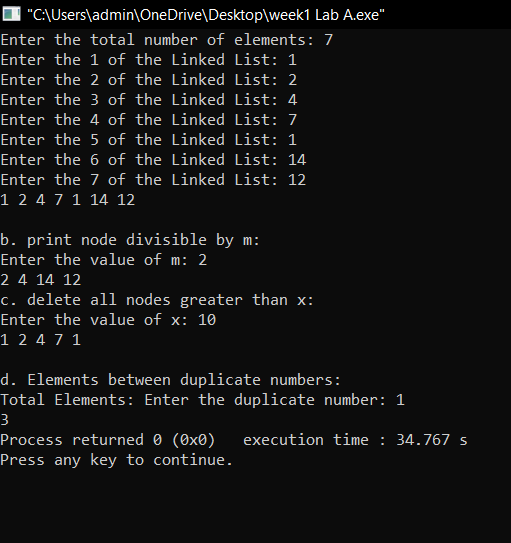 "C:\Users\admin\OneDrive\Desktop\week1 Lab A.exe"
Enter the total number of elements: 7
Enter the 1 of the Linked List: 1
Enter the 2 of the Linked List: 2
Enter the 3 of the Linked List: 4
Enter the 4 of the Linked List: 7
Enter the 5 of the Linked List: 1
Enter the 6 of the Linked List: 14
Enter the 7 of the Linked List: 12
1 2 4 7 1 14 12
b. print node divisible by m:
Enter the value of m: 2
2 4 14 12
c. delete all nodes greater than x:
Enter the value of x: 10
1 2 4 7 1
d. Elements between duplicate numbers:
Total Elements: Enter the duplicate number: 1
3
Process returned 0 (0x0)   execution time : 34.767 s
Press any key to continue.